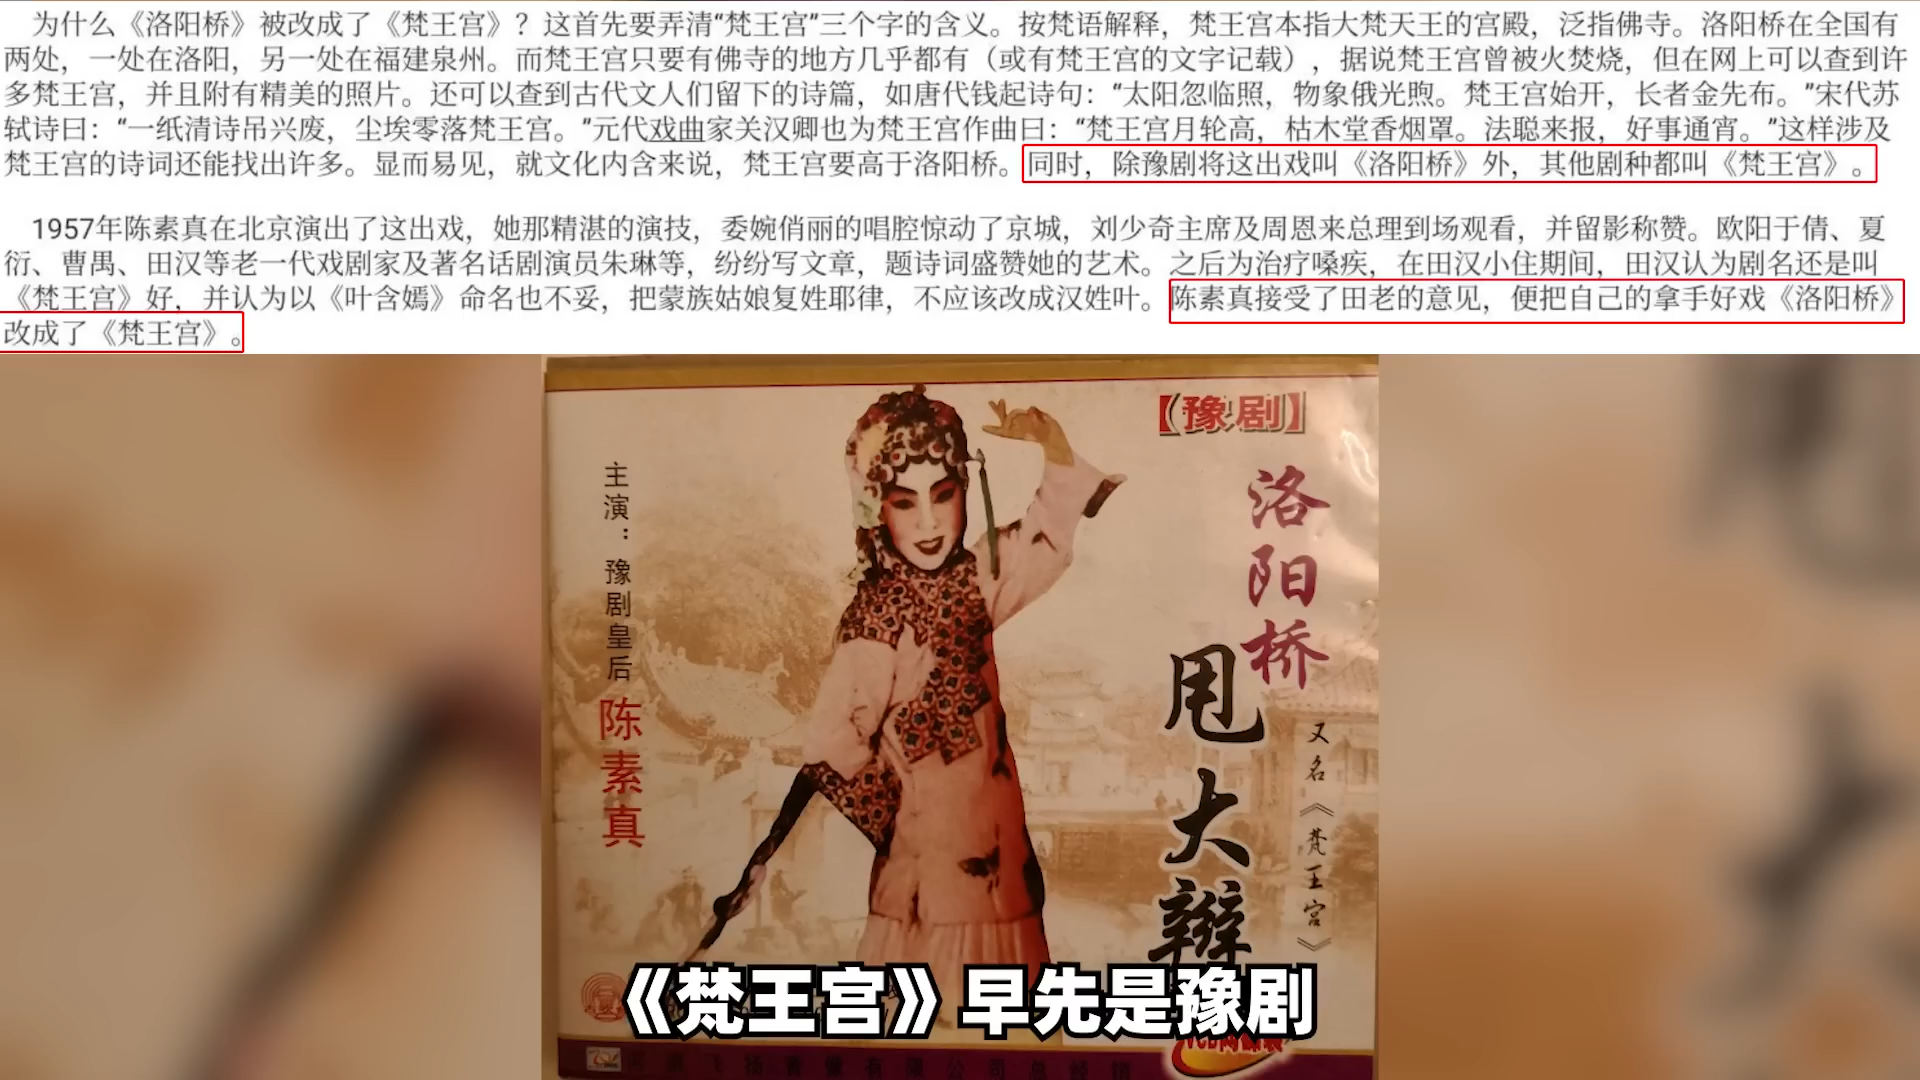 为什么《洛阳桥》被改成了《梵王宫》？这首先要弄清“梵王宫”三个字的含义。按梵语解释，梵王宫本指大梵天王的宫殿，泛指佛寺。洛阳桥在全国有
两处，一处在洛阳，另一处在福建泉州。而梵王宫只要有佛寺的地方几乎都有（或有梵王宫的文字记载），据说梵王宫曾被火焚烧，但在网上可以查到许
多梵王宫，并且附有精美的照片。还可以查到古代文人们留下的诗篇，如唐代钱起诗句：“太阳忽临照，物象俄光煦。梵王宫始开，长者金先布。”宋代苏
轼诗曰：“一纸清诗吊兴废，尘埃零落梵王宫。”元代戏曲家关汉卿也为梵王宫作曲曰：“梵王宫月轮高，枯木堂香烟罩。法聪来报，好事通宵。”这样涉及
梵王宫的诗词还能找出许多。显而易见，就文化内含来说，梵王宫要高于洛阳桥。同时，除豫剧将这出戏叫《洛阳桥》外，其他剧种都叫《梵王宫》。
1957年陈素真在北京演出了这出戏，她那精湛的演技，委婉俏丽的唱腔惊动了京城，刘少奇主席及周恩来总理到场观看，并留影称赞。欧阳于倩、夏
衍、曹禺、田汉等老一代戏剧家及著名话剧演员朱琳等，纷纷写文章，题诗词盛赞她的艺术。之后为治疗嗓疾，在田汉小住期间，田汉认为剧名还是叫
《梵王宫》好，并认为以《叶含嫣》命名也不妥，把蒙族姑娘复姓耶律，不应该改成汉姓叶。陈素真接受了田老的意见，便把自己的拿手好戏《洛阳桥》
改成了《梵王宫》。
【豫剧】
洛阳桥
甩大辫
又名《梵王宫》
主演：豫剧皇后
陈素真
《梵王宫》早先是豫剧